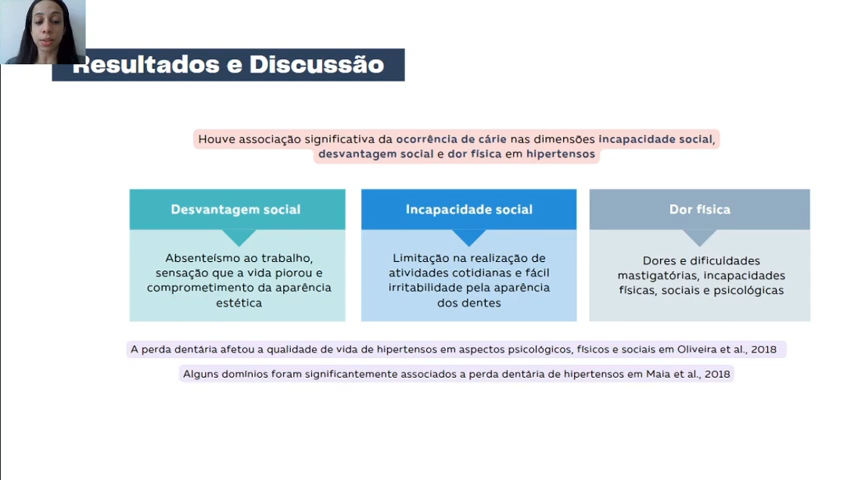 Resultados e Discussão
Houve associação significativa da ocorrência de cárie nas dimensões incapacidade social,
desvantagem social e dor física em hipertensos
Desvantagem social
Absenteísmo ao trabalho,
sensação que a vida piorou e
comprometimento da aparência
estética
Incapacidade social
Limitação na realização de
atividades cotidianas e fácil
irritabilidade pela aparência
dos dentes
Dor física
Dores e dificuldades
mastigatórias, incapacidades
físicas, sociais e psicológicas
A perda dentária afetou a qualidade de vida de hipertensos em aspectos psicológicos, físicos e sociais em Oliveira et al., 2018
Alguns domínios foram significantemente associados a perda dentária de hipertensos em Maia et al., 2018